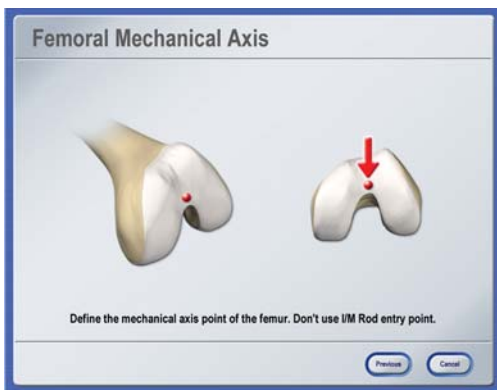 Femoral Mechanical Axis
Define the mechanical axis point of the femur. Don't use I/M Rod entry point.
Previous
Cancel